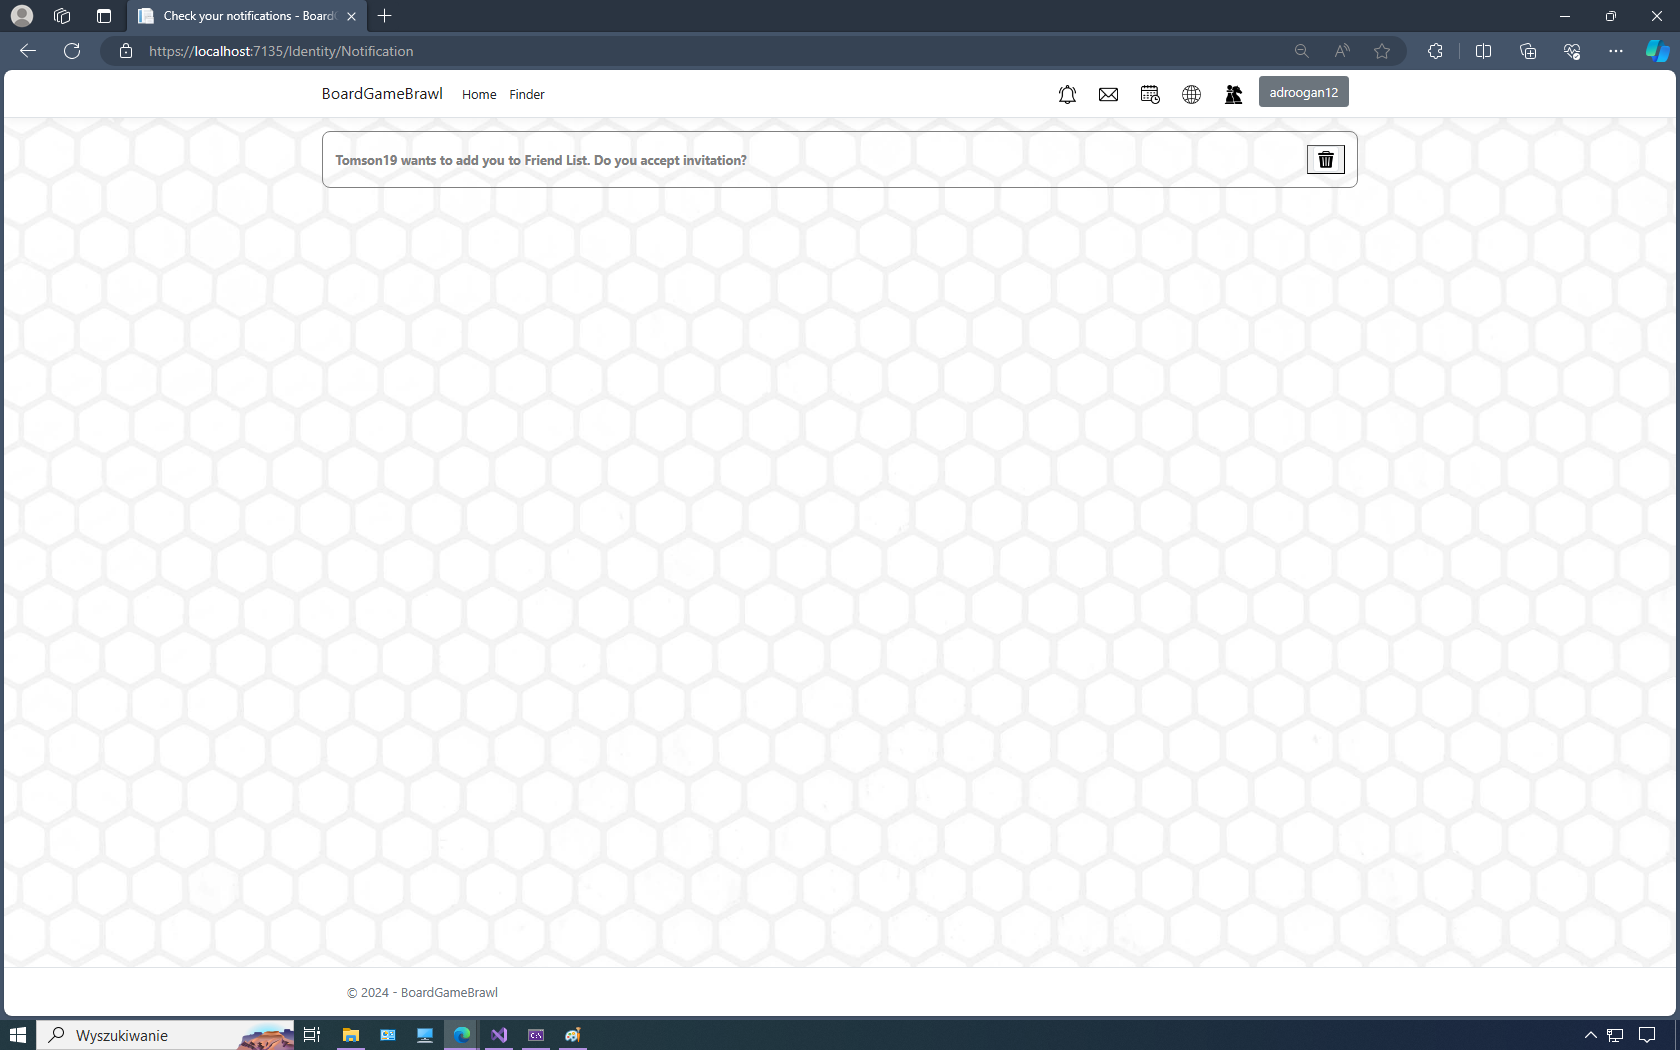 Check your notifications - Board
https://localhost:7135/Identity/Notification
BoardGameBrawl Home Finder adroogan12
Tomson19 wants to add you to Friend List. Do you accept invitation?
© 2024 - BoardGameBrawl
Wyszukiwanie